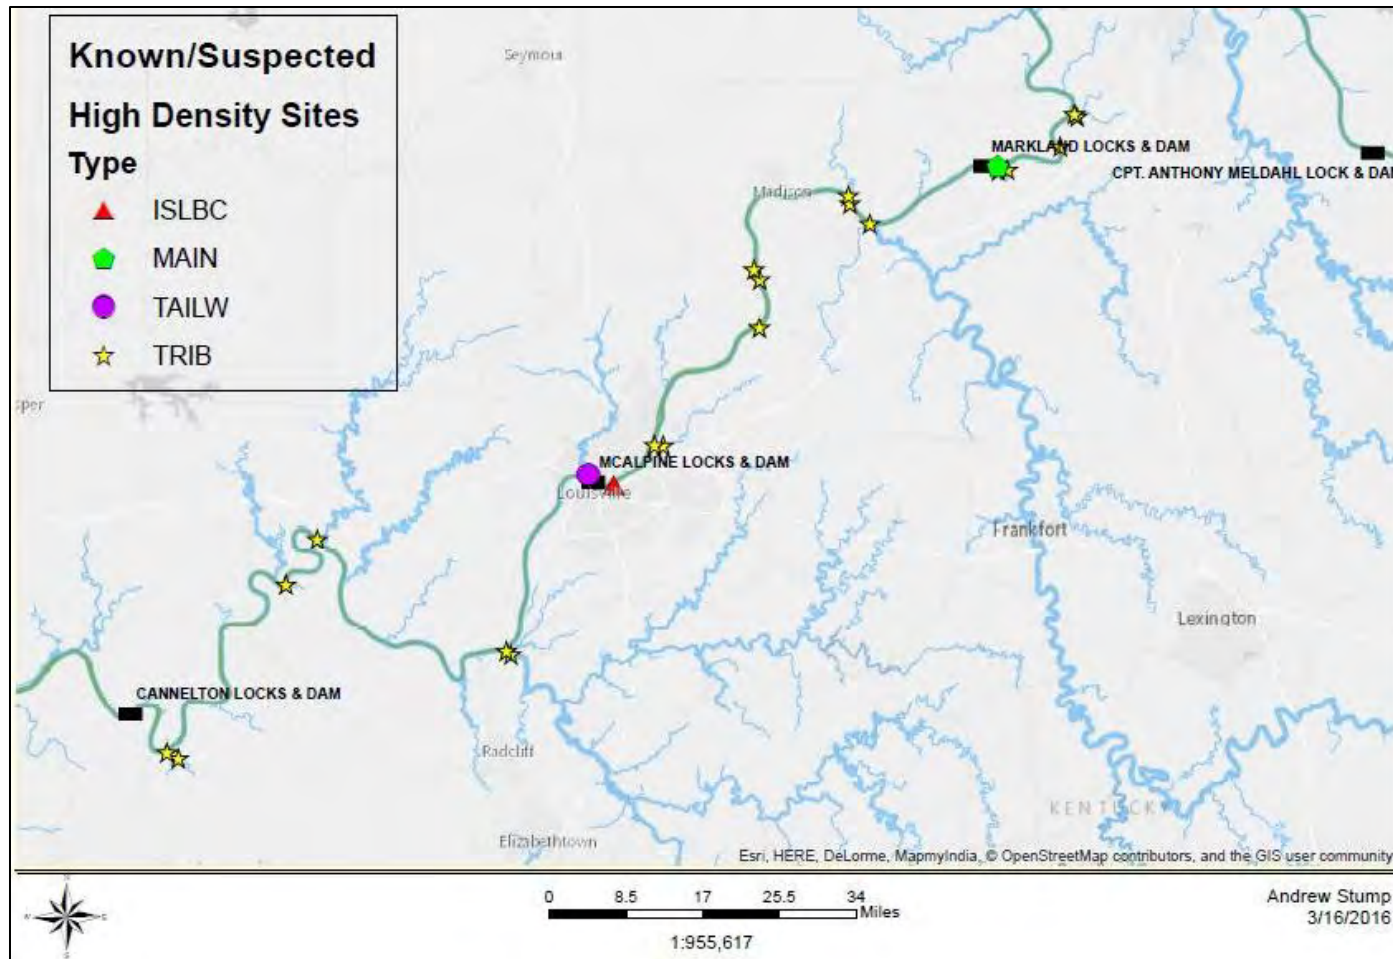 Known/Suspected
High Density Sites
Type
ISLBC
MAIN
TAILW
TRIB
Seymour
MARKLAND LOCKS & DAM
CPT. ANTHONY MELDAHL LOCK & DAM
Madison
sper
MCALPINE LOCKS & DAM
Louisville
Frankfort
Lexington
CANNELTON LOCKS & DAM
Radcliff
KENTUCKY
Elizabethtown
Esri, HERE, DeLorme, MapmyIndia, © OpenStreetMap contributors, and the GIS user community
0 8.5 17 25.5 34
Miles
1:955,617
Andrew Stump
3/16/2016